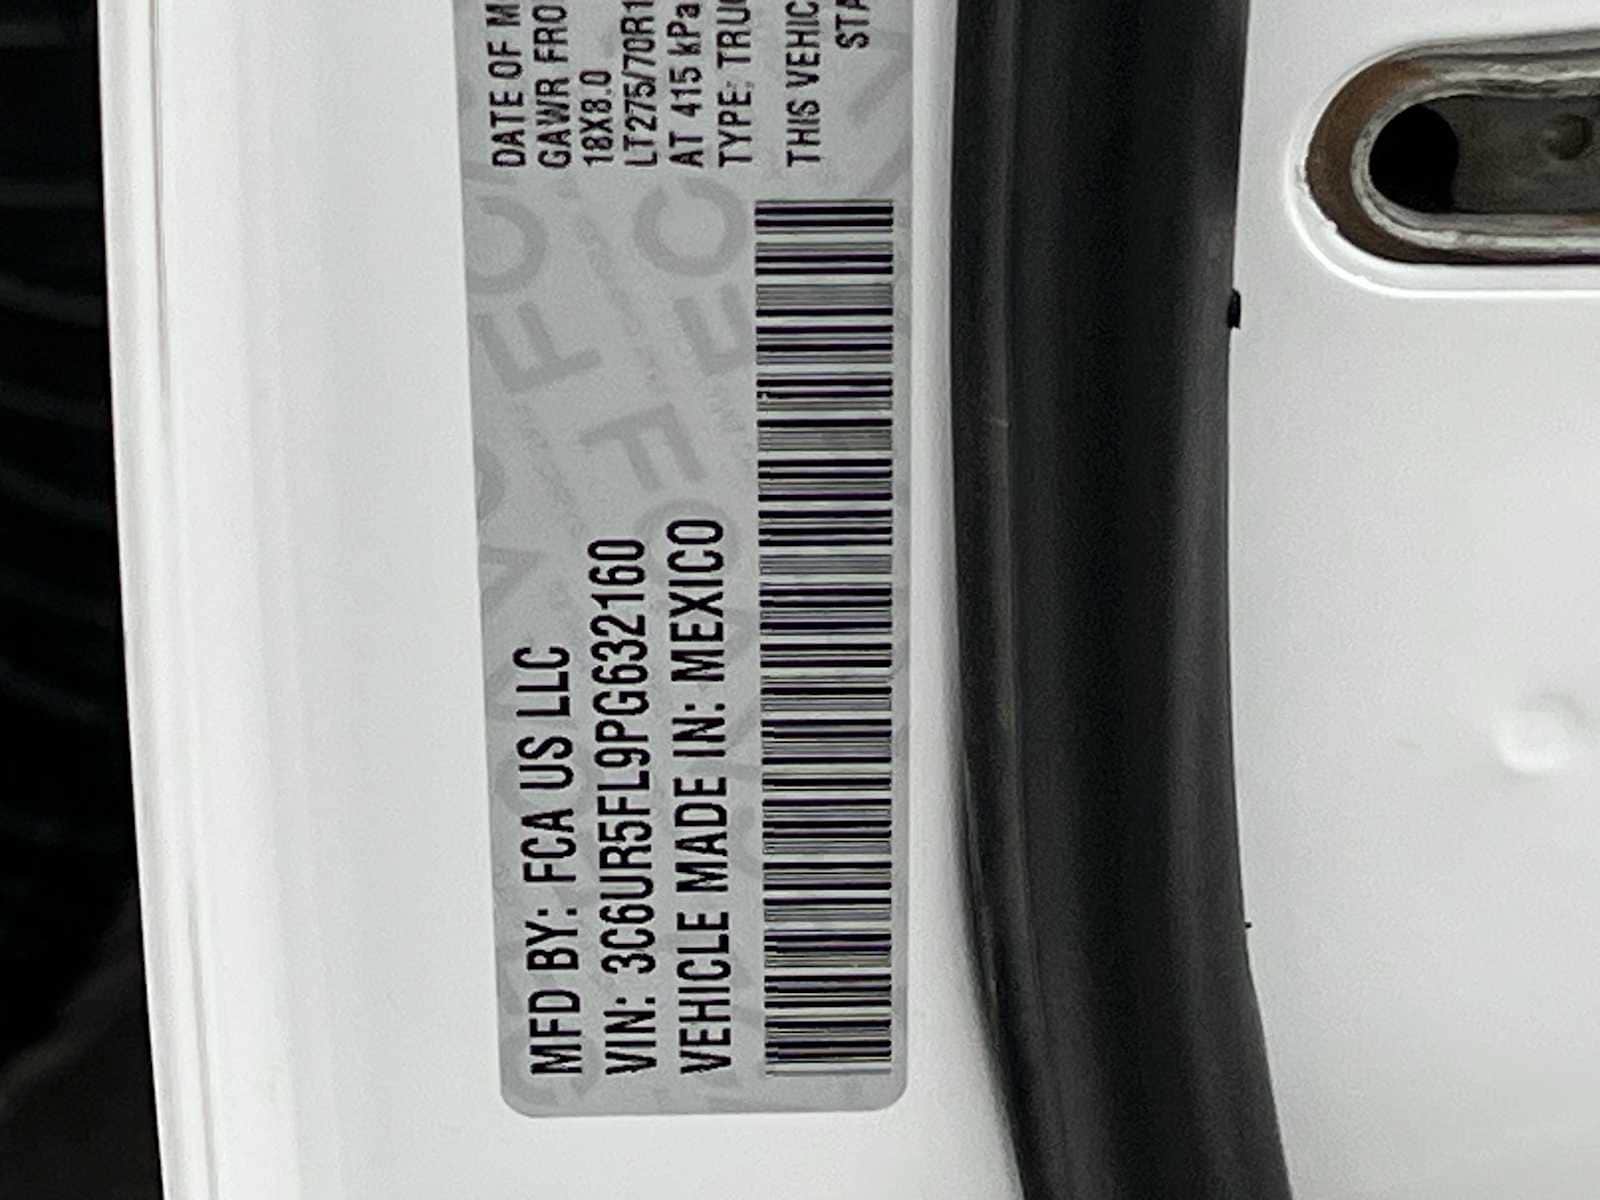 MFD BY: FCA US LLC
VIN: 3C6UR5FL9PG632160
VEHICLE MADE IN: MEXICO
DATE OF M
GAWR FRO
18X8.0
LT275/70R1
AT 415 kPa
TYPE: TRUC
THIS VEHIC
STA